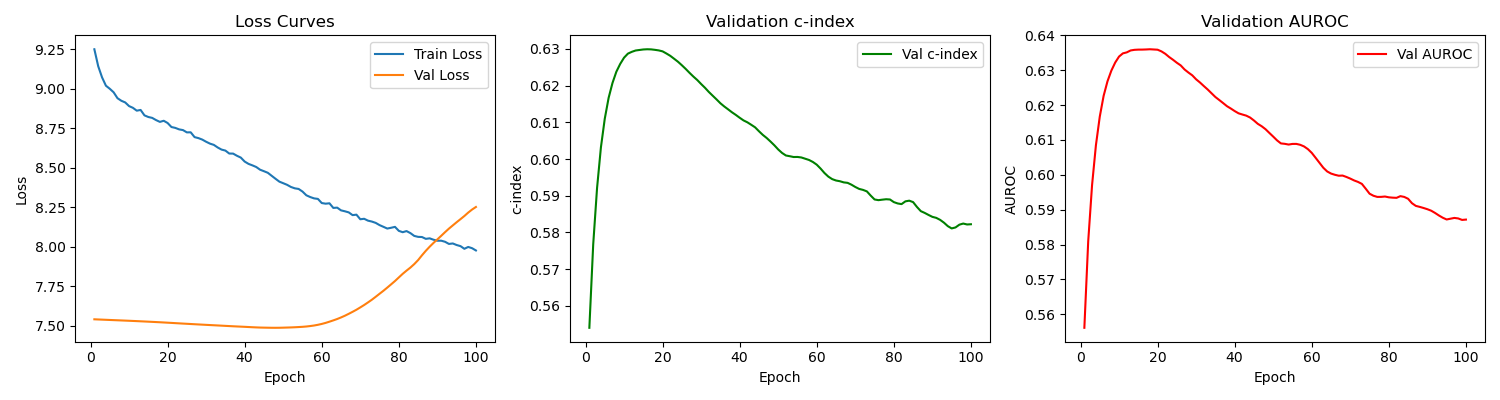 Loss Curves
9.25
9.00
8.75
8.50
8.25
8.00
7.75
7.50
Loss
0 20 40 60 80 100
Epoch
Train Loss
Val Loss
Validation c-index
0.63
0.62
0.61
0.60
0.59
0.58
0.57
0.56
c-index
0 20 40 60 80 100
Epoch
Val c-index
Validation AUROC
0.64
0.63
0.62
0.61
0.60
0.59
0.58
0.57
0.56
AUROC
0 20 40 60 80 100
Epoch
Val AUROC